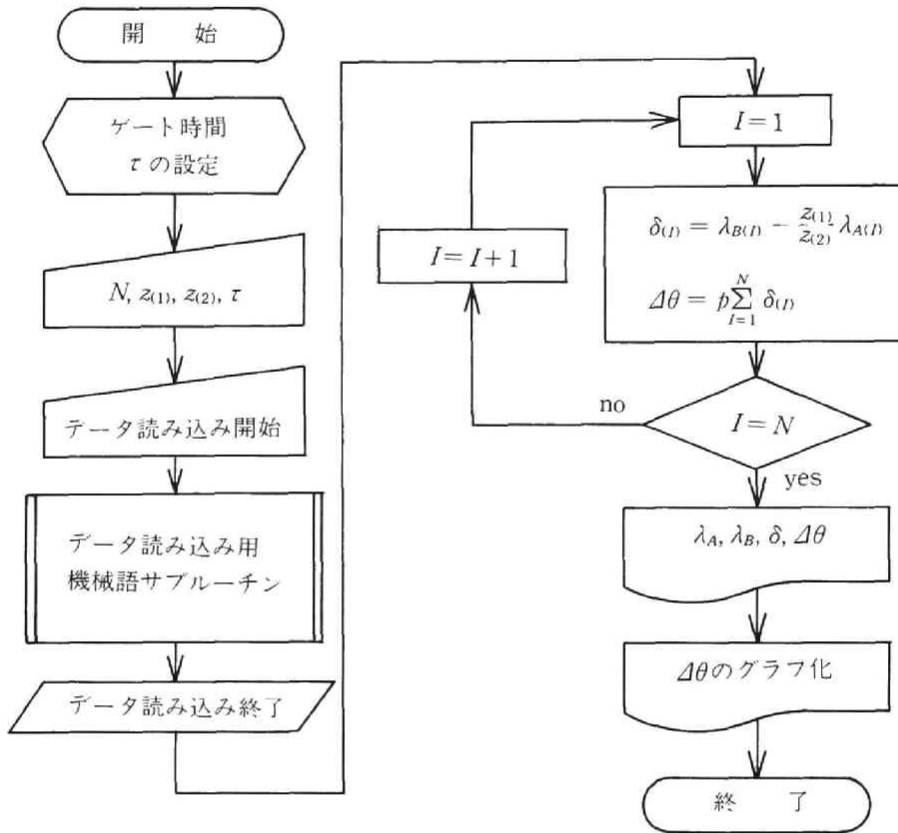 開 始
ゲート時間
τの設定
N, z(1), z(2), τ
データ読み込み開始
データ読み込み用
機械語サブルーチン
データ読み込み終了
I=1
I=I+1
δ(I) = λB(I) − z(1)/z(2) λA(I)
Δθ = p∑_{I=1}^{N} δ(I)
no
I=N
yes
λA, λB, δ, Δθ
Δθのグラフ化
終 了